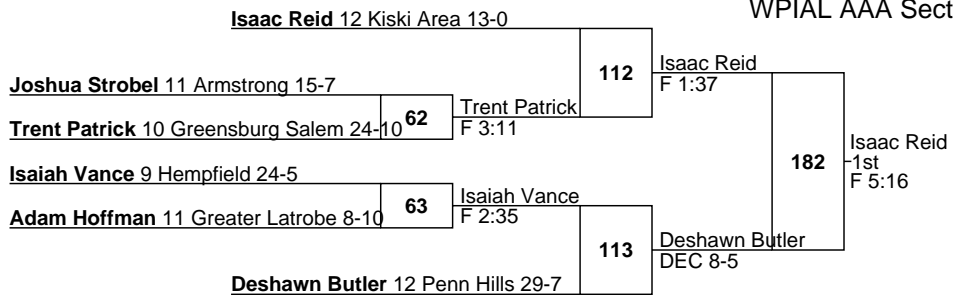 WPIAL AAA Sect
Isaac Reid 12 Kiski Area 13-0
112
Isaac Reid
F 1:37
Joshua Strobel 11 Armstrong 15-7
62
Trent Patrick
F 3:11
Trent Patrick 10 Greensburg Salem 24-10
182
Isaac Reid
1st
F 5:16
Isaiah Vance 9 Hempfield 24-5
63
Isaiah Vance
F 2:35
Adam Hoffman 11 Greater Latrobe 8-10
113
Deshawn Butler
DEC 8-5
Deshawn Butler 12 Penn Hills 29-7